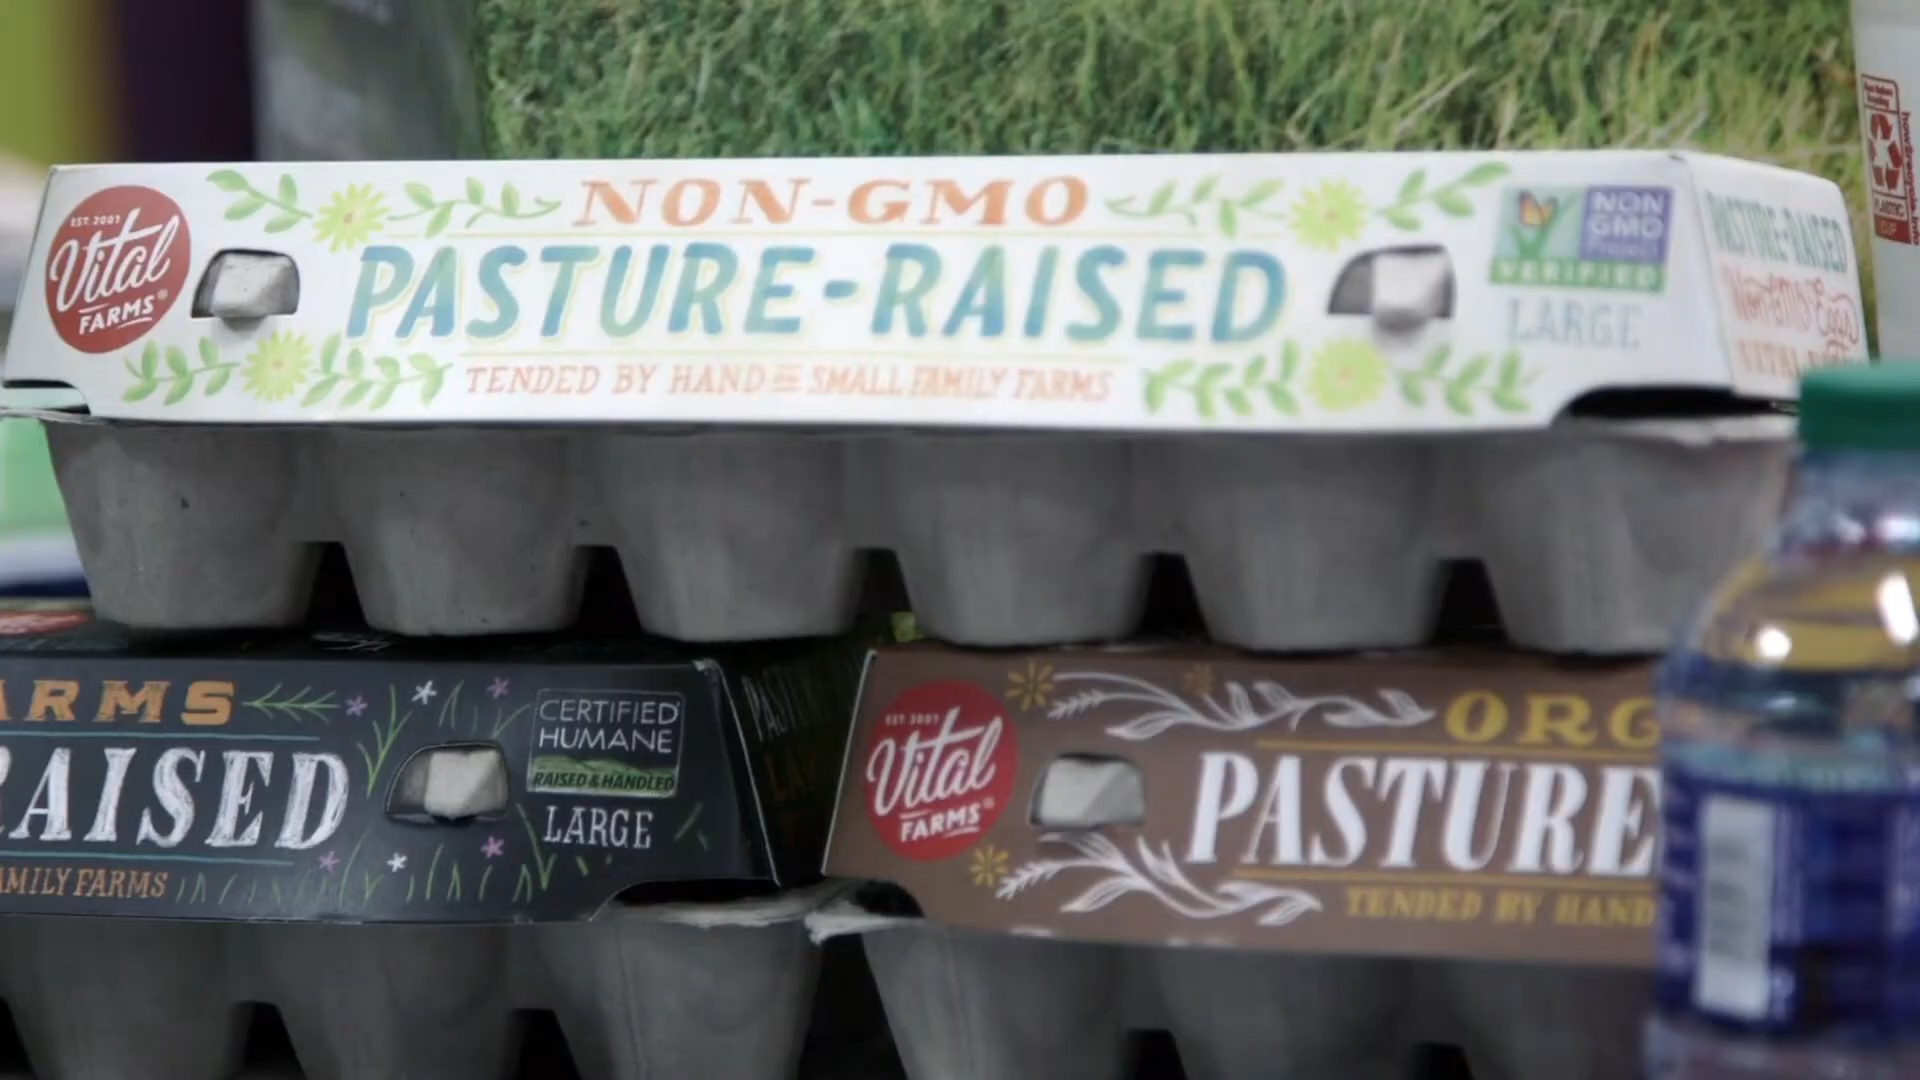 EST. 2007
Vital
FARMS®
NON-GMO
PASTURE-RAISED
TENDED BY HAND ON SMALL FAMILY FARMS
NON
GMO
Project
VERIFIED
LARGE
PASTURE-RAISED
ARMS
RAISED
AMILY FARMS
CERTIFIED
HUMANE
RAISED & HANDLED
LARGE
EST. 2007
Vital
FARMS®
ORG
PASTURE
TENDED BY HAND